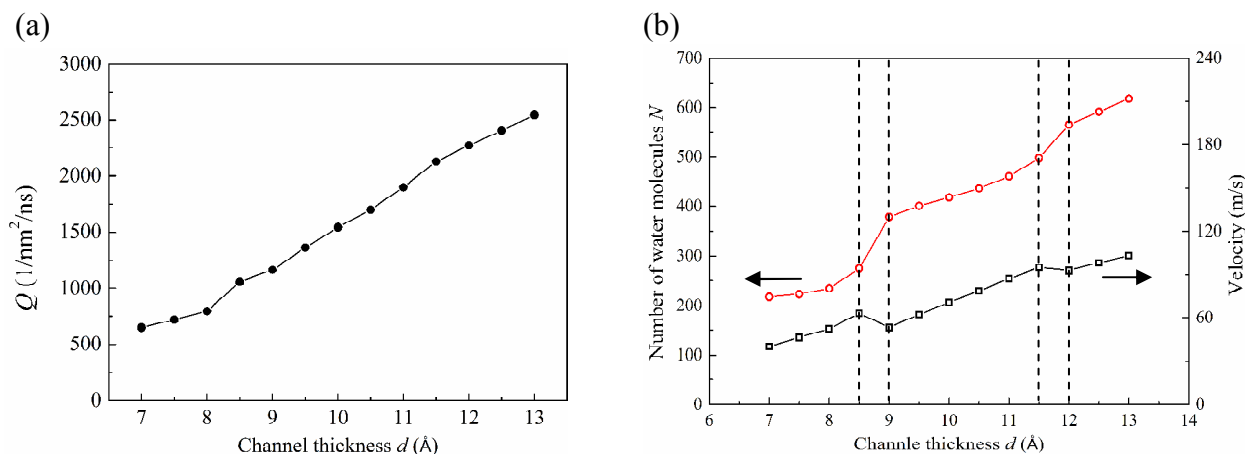 (a)
3000
2500
2000
1500
1000
500
0
Q (1/nm²/ns)
7 8 9 10 11 12 13
Channel thickness d (Å)
(b)
700
600
500
400
300
200
100
0
Number of water molecules N
240
180
120
60
0
Velocity (m/s)
6 7 8 9 10 11 12 13 14
Channle thickness d (Å)